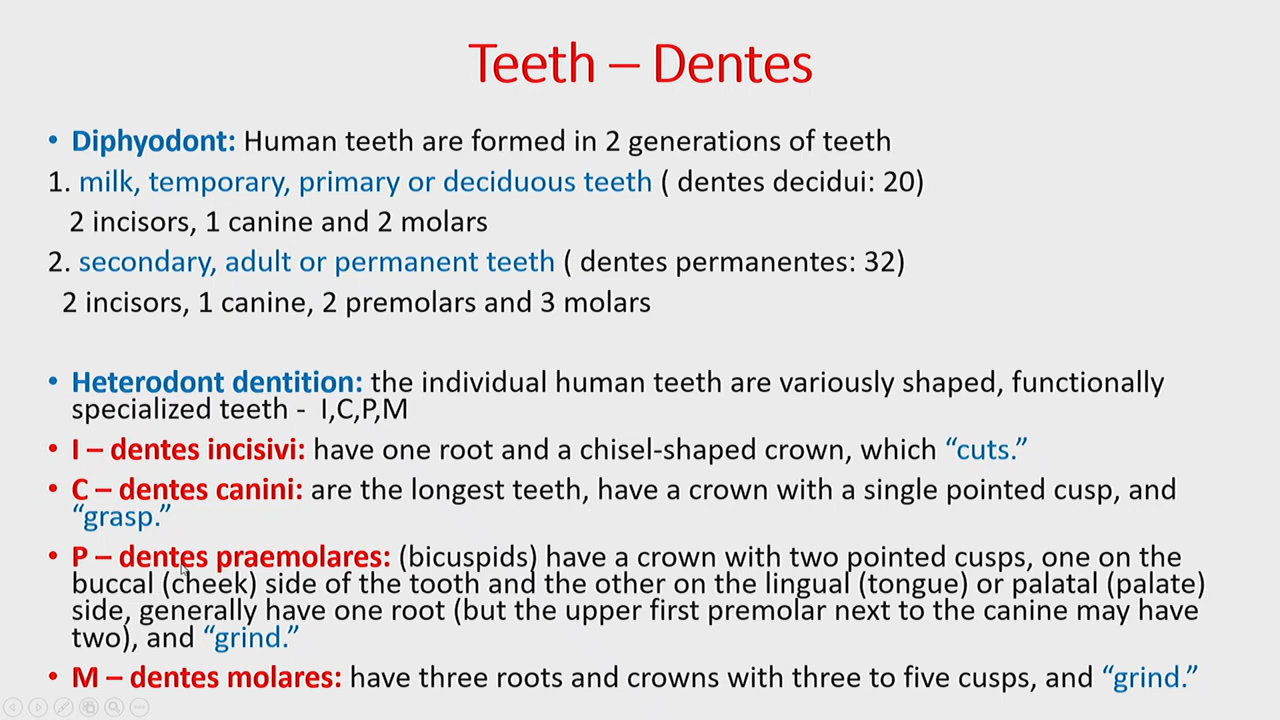 Teeth – Dentes
• Diphyodont: Human teeth are formed in 2 generations of teeth
1. milk, temporary, primary or deciduous teeth ( dentes decidui: 20)
2 incisors, 1 canine and 2 molars
2. secondary, adult or permanent teeth ( dentes permanentes: 32)
2 incisors, 1 canine, 2 premolars and 3 molars
• Heterodont dentition: the individual human teeth are variously shaped, functionally
specialized teeth - I,C,P,M
• I – dentes incisivi: have one root and a chisel-shaped crown, which “cuts.”
• C – dentes canini: are the longest teeth, have a crown with a single pointed cusp, and
“grasp.”
• P – dentes praemolares: (bicuspids) have a crown with two pointed cusps, one on the
buccal (cheek) side of the tooth and the other on the lingual (tongue) or palatal (palate)
side, generally have one root (but the upper first premolar next to the canine may have
two), and “grind.”
• M – dentes molares: have three roots and crowns with three to five cusps, and “grind.”